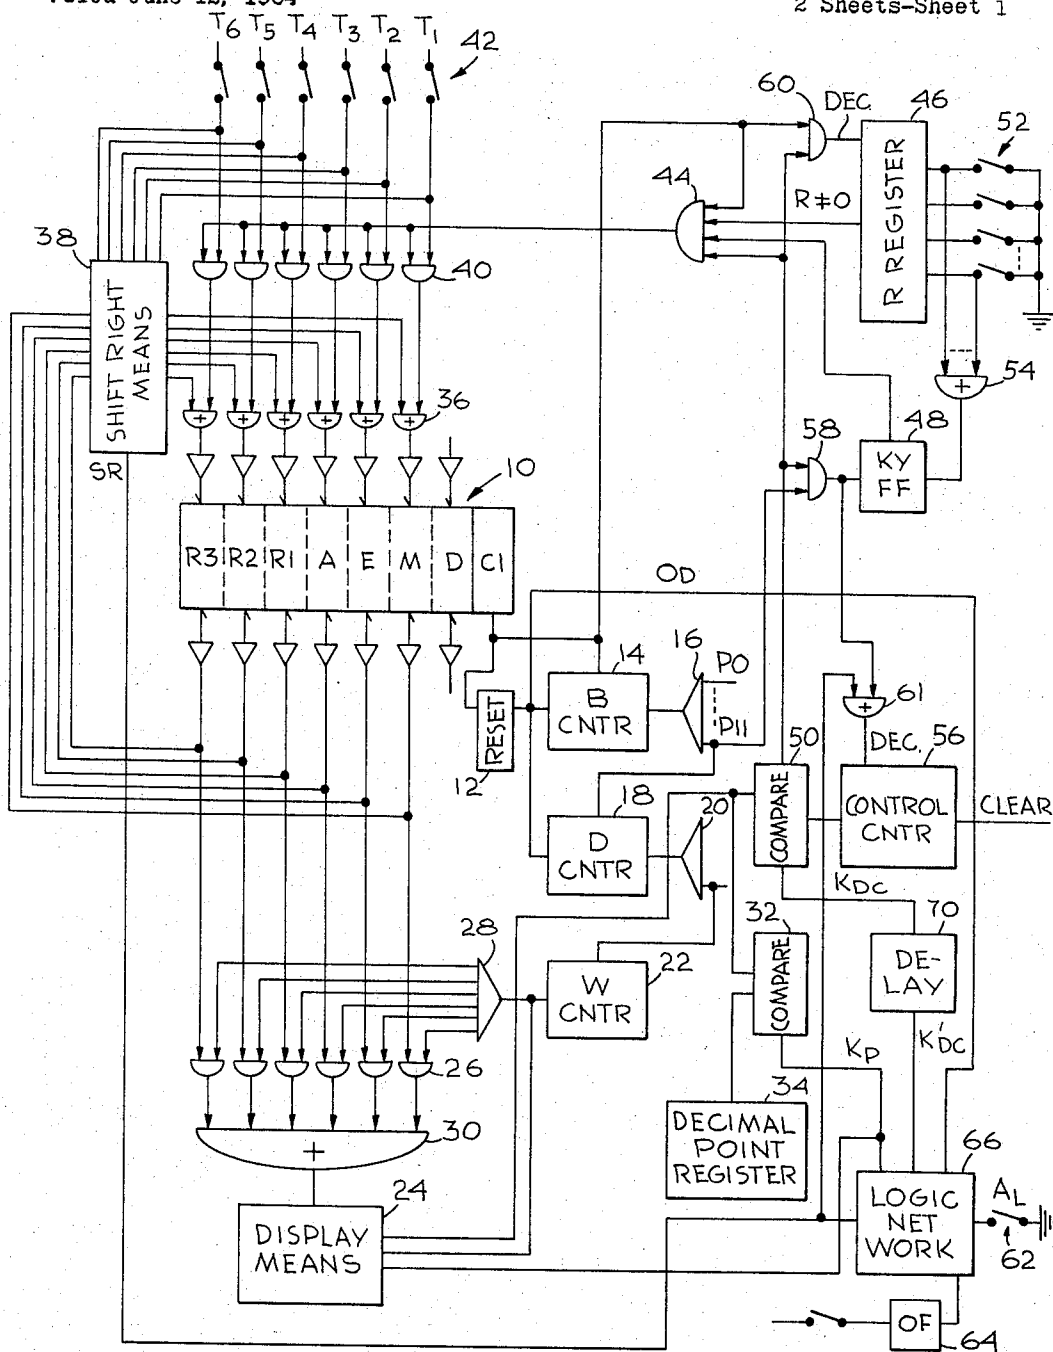 2 Sheets-Sheet 1
T6 T5 T4 T3 T2 T1
42
60
DEC.
46
52
44
R≠0
R REGISTER
38
SHIFT RIGHT MEANS
40
54
36
48
KY FF
58
SR
10
R3 R2 R1 A E M D C1
OD
14
B CNTR
16
P0
P11
61
RESET
12
DEC.
50
56
COMPARE
CONTROL CNTR
CLEAR
18
D CNTR
20
KDC
32
COMPARE
70
DE-
LAY
28
22
W CNTR
K'DC
KP
26
34
DECIMAL
POINT
REGISTER
30
+
66
LOGIC
NET
WORK
AL
62
24
DISPLAY
MEANS
OF
64